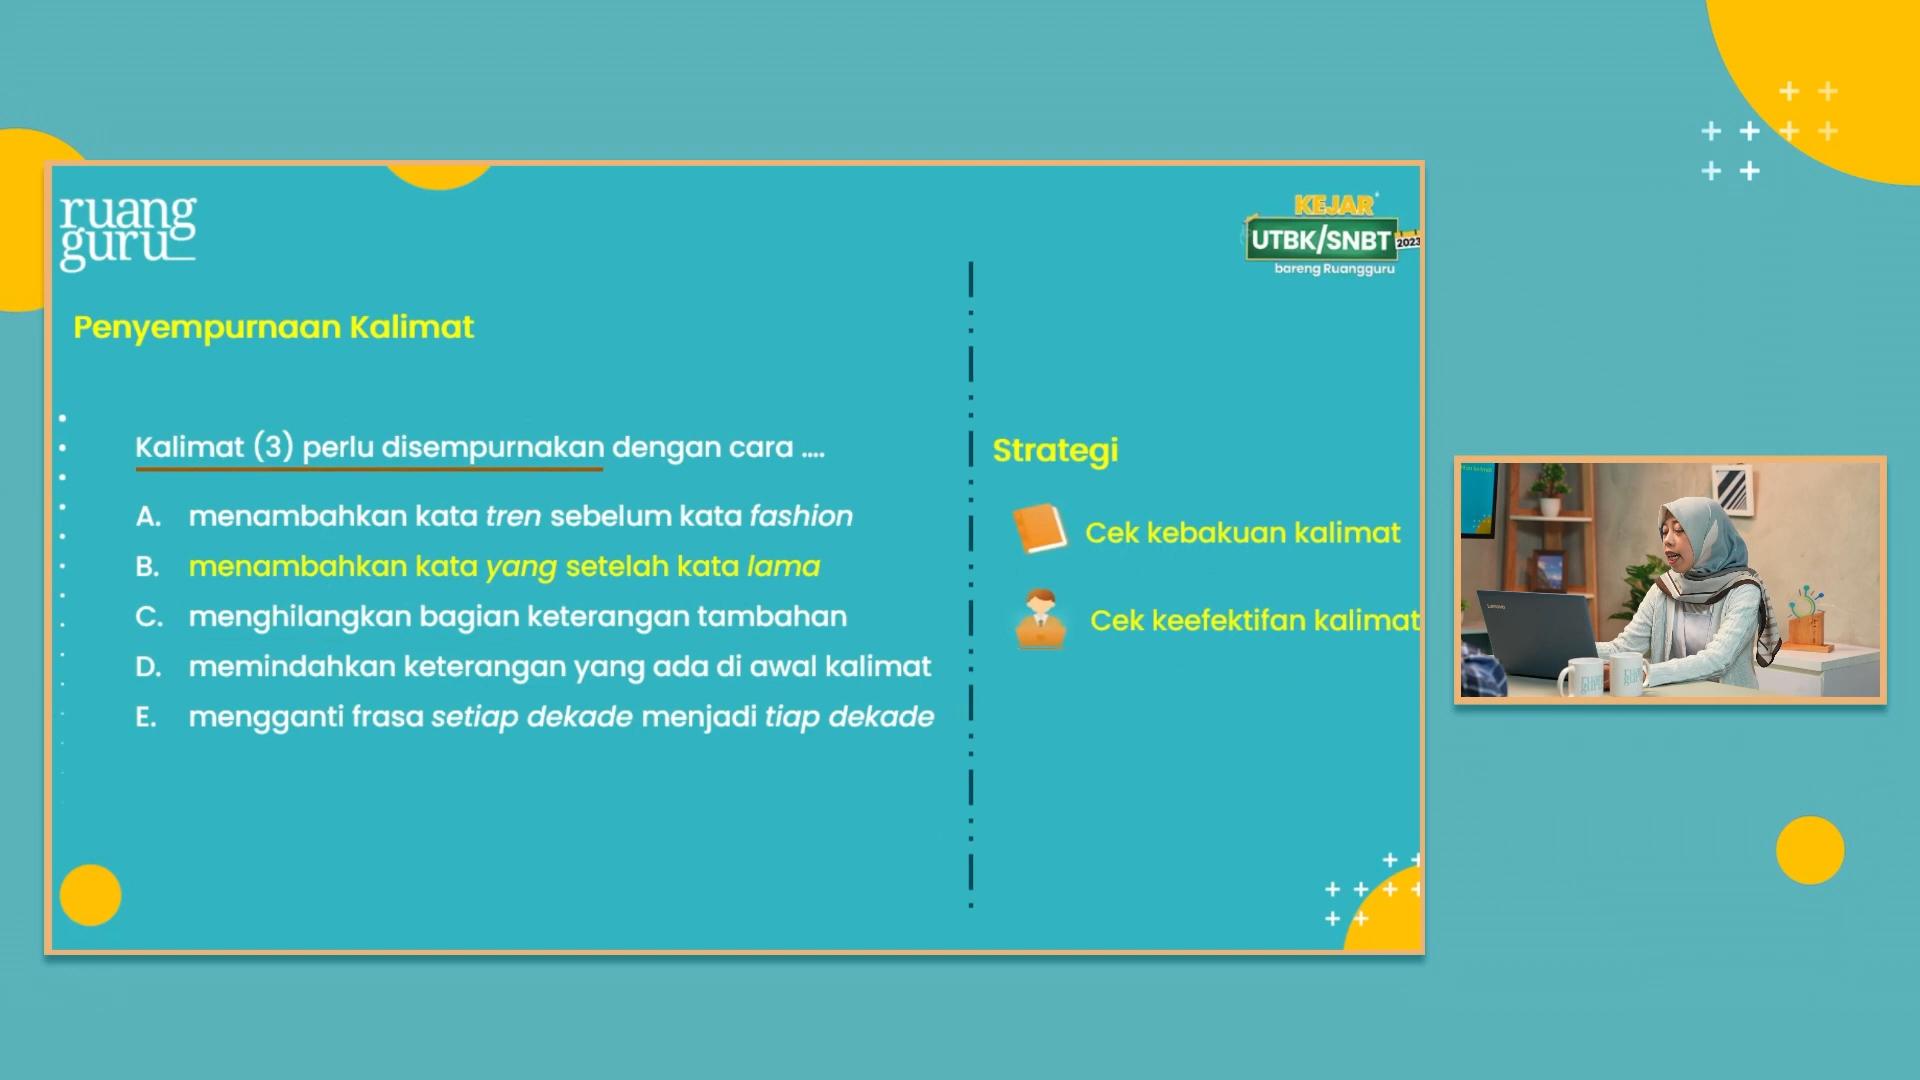 ruang
guru
KEJAR
UTBK/SNBT 2023
bareng Ruangguru
Penyempurnaan Kalimat
Kalimat (3) perlu disempurnakan dengan cara ....
A. menambahkan kata tren sebelum kata fashion
B. menambahkan kata yang setelah kata lama
C. menghilangkan bagian keterangan tambahan
D. memindahkan keterangan yang ada di awal kalimat
E. mengganti frasa setiap dekade menjadi tiap dekade
Strategi
Cek kebakuan kalimat
Cek keefektifan kalimat
Lenovo